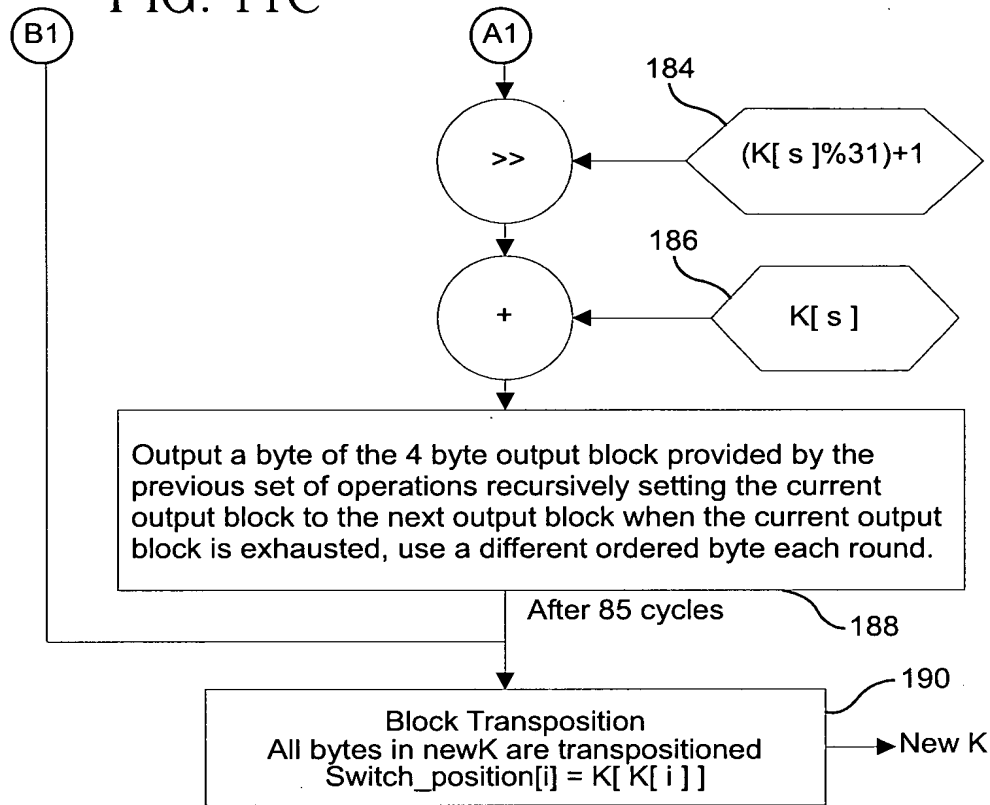 FIG. 11C
B1
A1
184
>>
(K[ s ]%31)+1
186
+
K[ s ]
Output a byte of the 4 byte output block provided by the
previous set of operations recursively setting the current
output block to the next output block when the current output
block is exhausted, use a different ordered byte each round.
After 85 cycles
188
190
Block Transposition
All bytes in newK are transpositioned
Switch_position[i] = K[ K[ i ] ]
New K